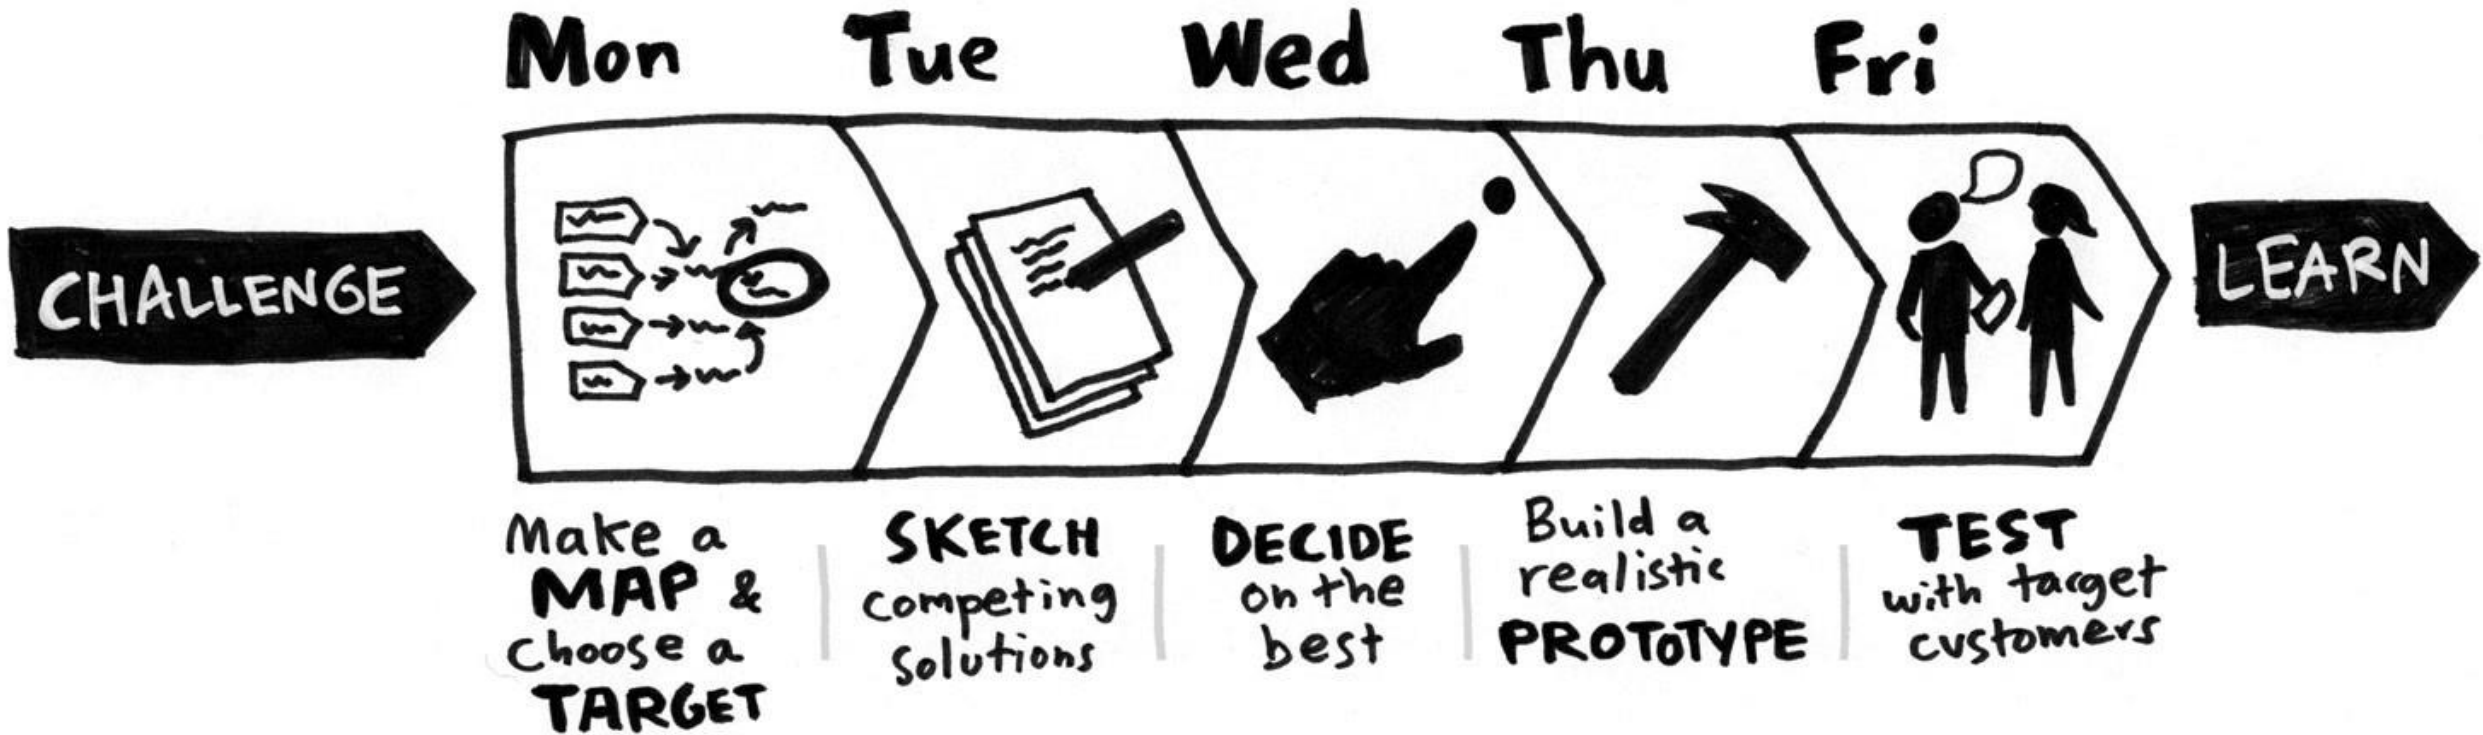 Mon Tue Wed Thu Fri
CHALLENGE
LEARN
Make a
MAP &
choose a
TARGET
SKETCH
competing
solutions
DECIDE
on the
best
Build a
realistic
PROTOTYPE
TEST
with target
customers